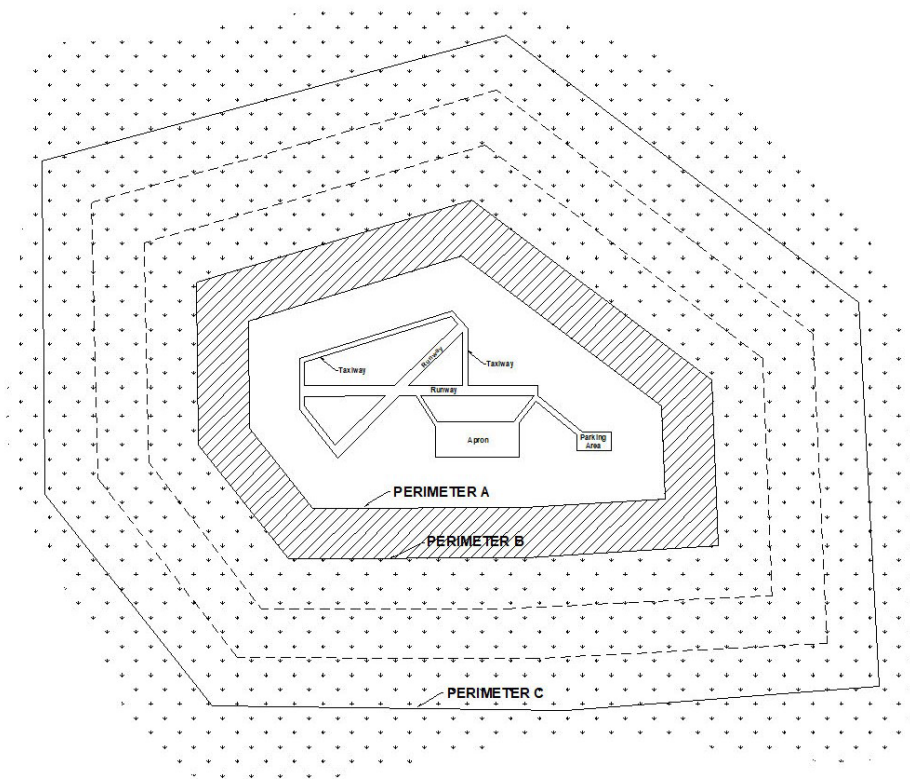 Runway
Taxiway
Taxiway
Runway
Apron
Parking
Area
PERIMETER A
PERIMETER B
PERIMETER C